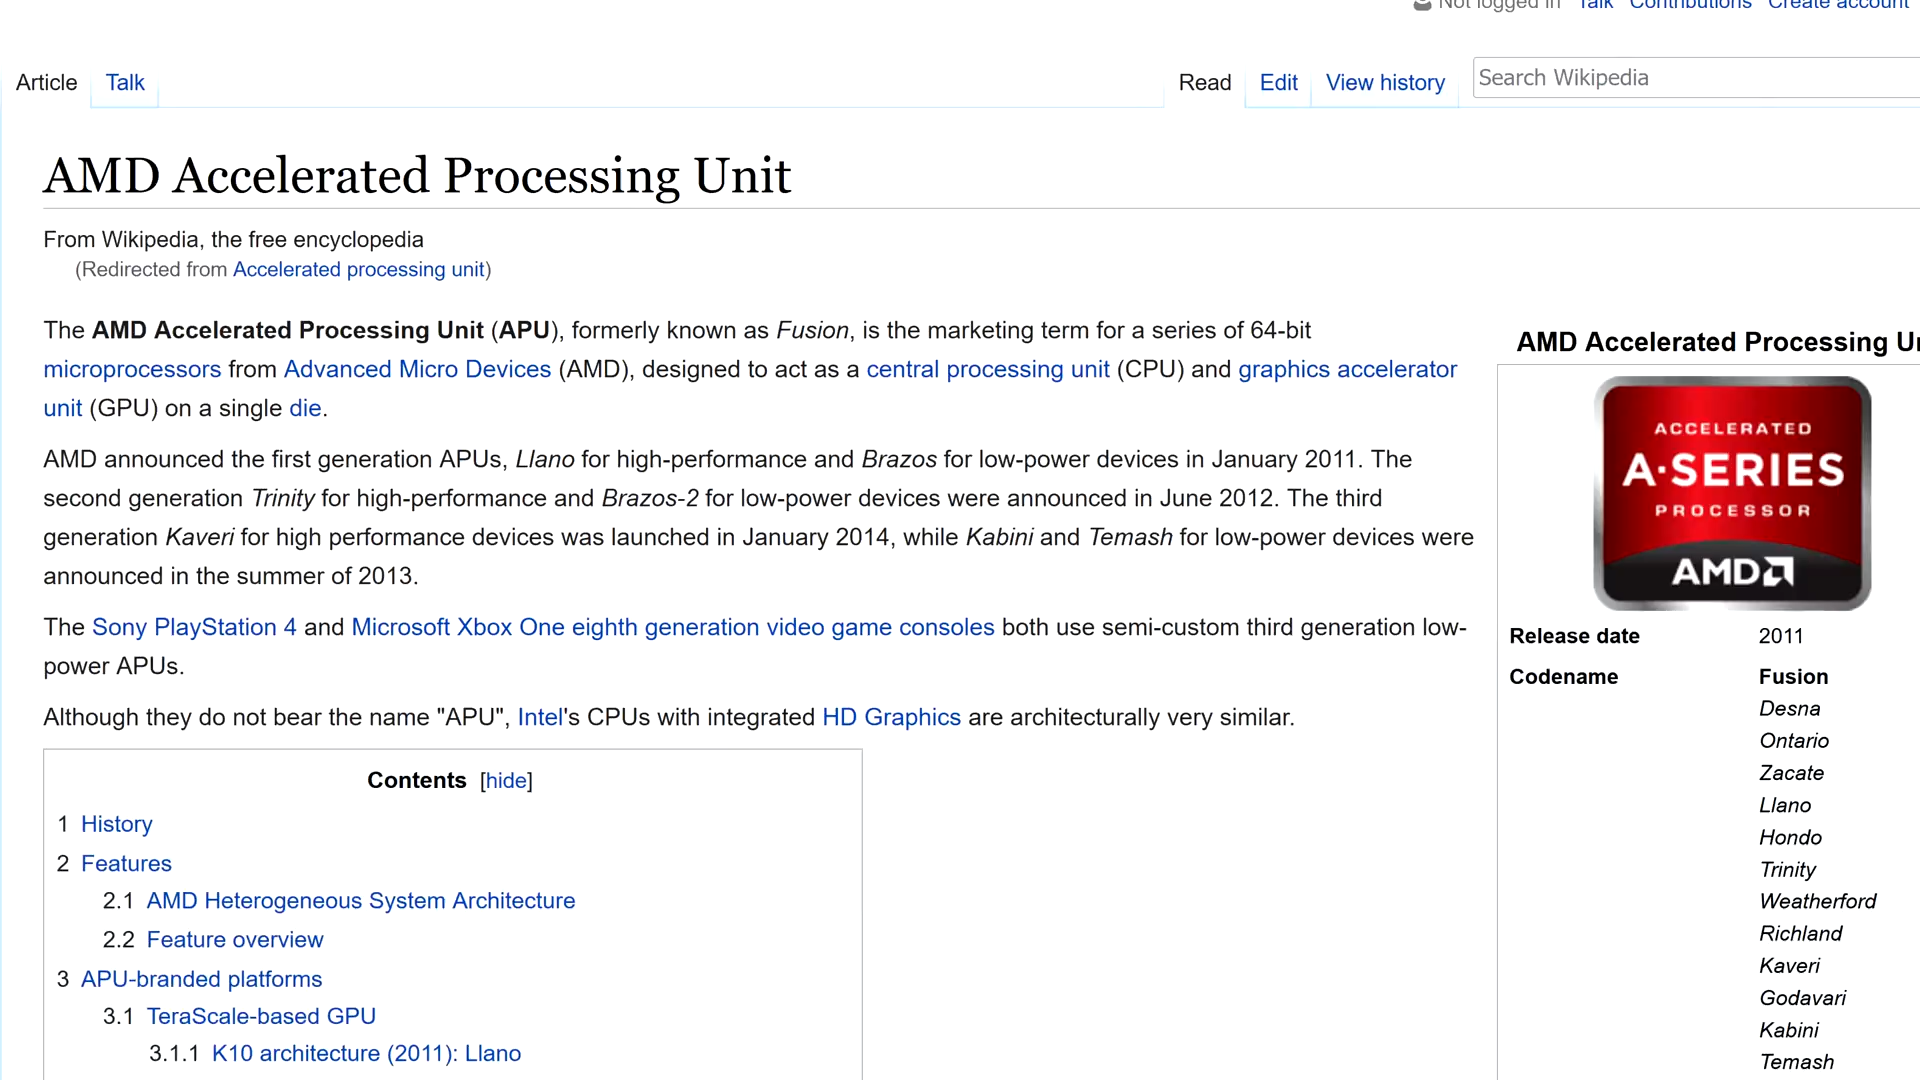 Not logged in Talk Contributions Create account
Article Talk Read Edit View history Search Wikipedia
AMD Accelerated Processing Unit
From Wikipedia, the free encyclopedia
(Redirected from Accelerated processing unit)
The AMD Accelerated Processing Unit (APU), formerly known as Fusion, is the marketing term for a series of 64-bit
microprocessors from Advanced Micro Devices (AMD), designed to act as a central processing unit (CPU) and graphics accelerator
unit (GPU) on a single die.
AMD announced the first generation APUs, Llano for high-performance and Brazos for low-power devices in January 2011. The
second generation Trinity for high-performance and Brazos-2 for low-power devices were announced in June 2012. The third
generation Kaveri for high performance devices was launched in January 2014, while Kabini and Temash for low-power devices were
announced in the summer of 2013.
The Sony PlayStation 4 and Microsoft Xbox One eighth generation video game consoles both use semi-custom third generation low-
power APUs.
Although they do not bear the name "APU", Intel's CPUs with integrated HD Graphics are architecturally very similar.
Contents [hide]
1 History
2 Features
2.1 AMD Heterogeneous System Architecture
2.2 Feature overview
3 APU-branded platforms
3.1 TeraScale-based GPU
3.1.1 K10 architecture (2011): Llano
AMD Accelerated Processing
ACCELERATED
A-SERIES
PROCESSOR
AMD
Release date 2011
Codename Fusion
Desna
Ontario
Zacate
Llano
Hondo
Trinity
Weatherford
Richland
Kaveri
Godavari
Kabini
Temash